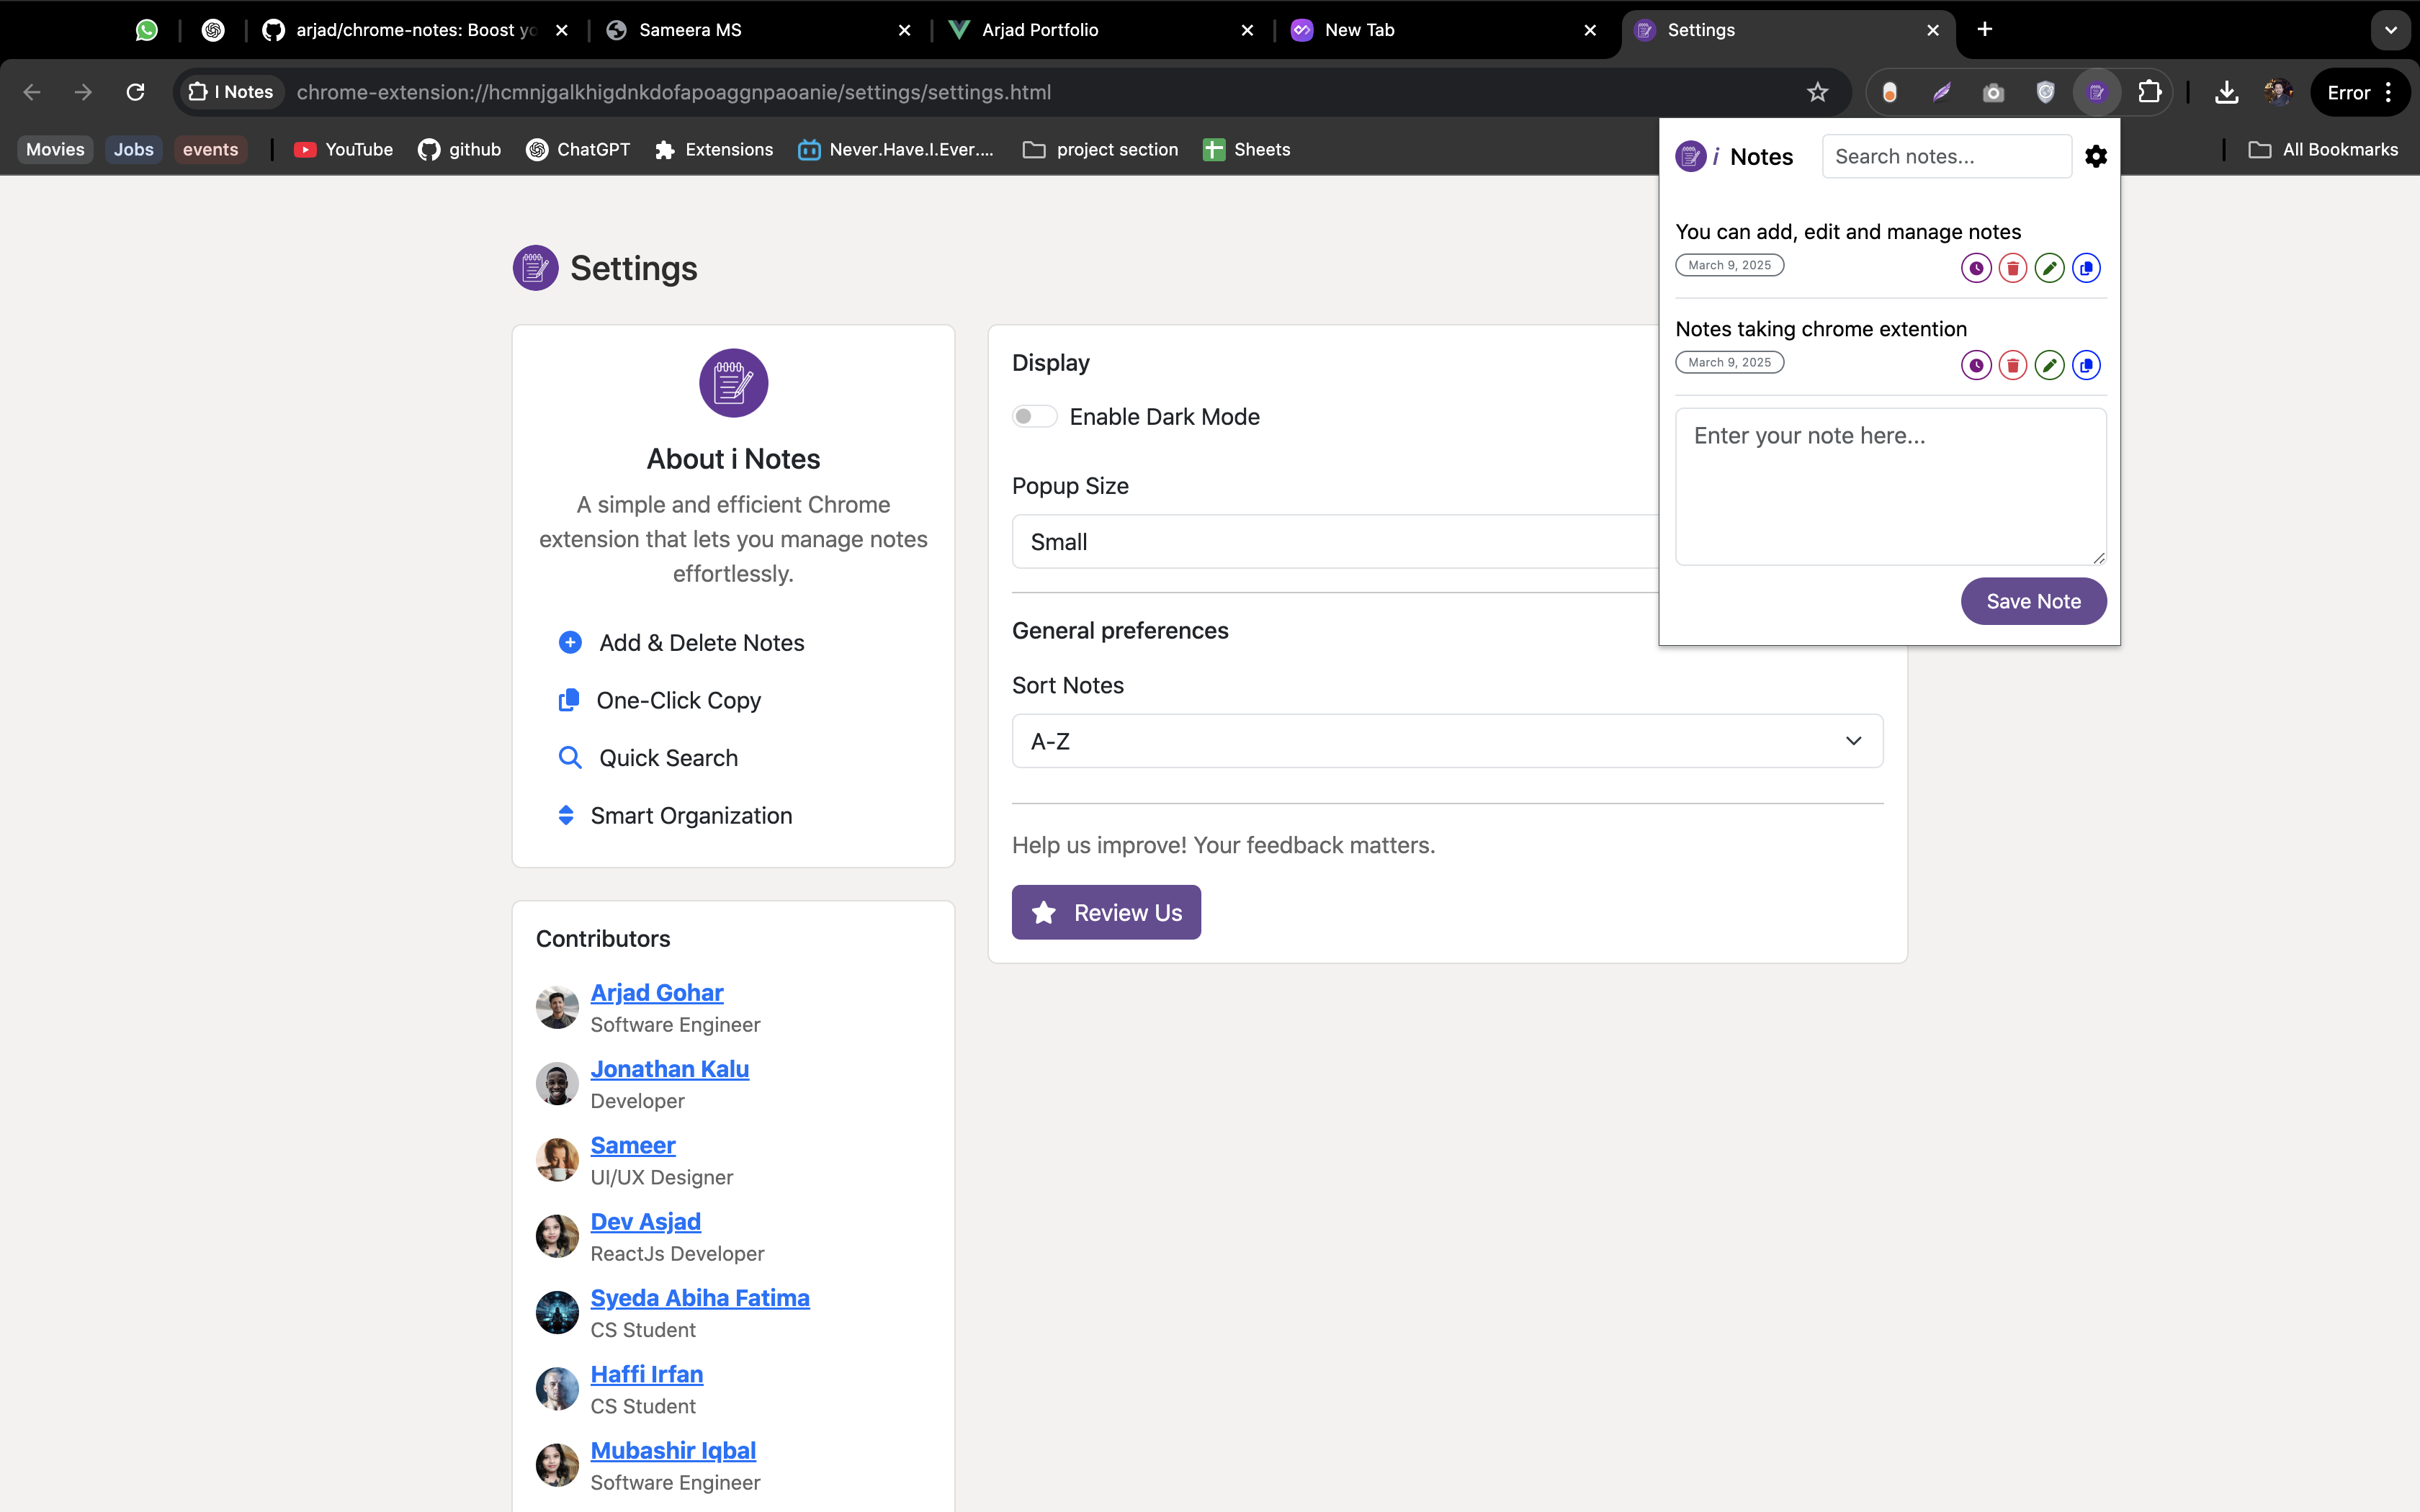 arjad/chrome-notes: Boost yo
Sameera MS
Arjad Portfolio
New Tab
Settings
I Notes
chrome-extension://hcmnjgalkhigdnkdofapoaggnpaoanie/settings/settings.html
Error
Movies
Jobs
events
YouTube
github
ChatGPT
Extensions
Never.Have.I.Ever....
project section
Sheets
All Bookmarks
i Notes
Search notes...
You can add, edit and manage notes
March 9, 2025
Notes taking chrome extention
March 9, 2025
Enter your note here...
Save Note
Settings
About i Notes
A simple and efficient Chrome
extension that lets you manage notes
effortlessly.
Add & Delete Notes
One-Click Copy
Quick Search
Smart Organization
Contributors
Arjad Gohar
Software Engineer
Jonathan Kalu
Developer
Sameer
UI/UX Designer
Dev Asjad
ReactJs Developer
Syeda Abiha Fatima
CS Student
Haffi Irfan
CS Student
Mubashir Iqbal
Software Engineer
Display
Enable Dark Mode
Popup Size
Small
General preferences
Sort Notes
A-Z
Help us improve! Your feedback matters.
Review Us